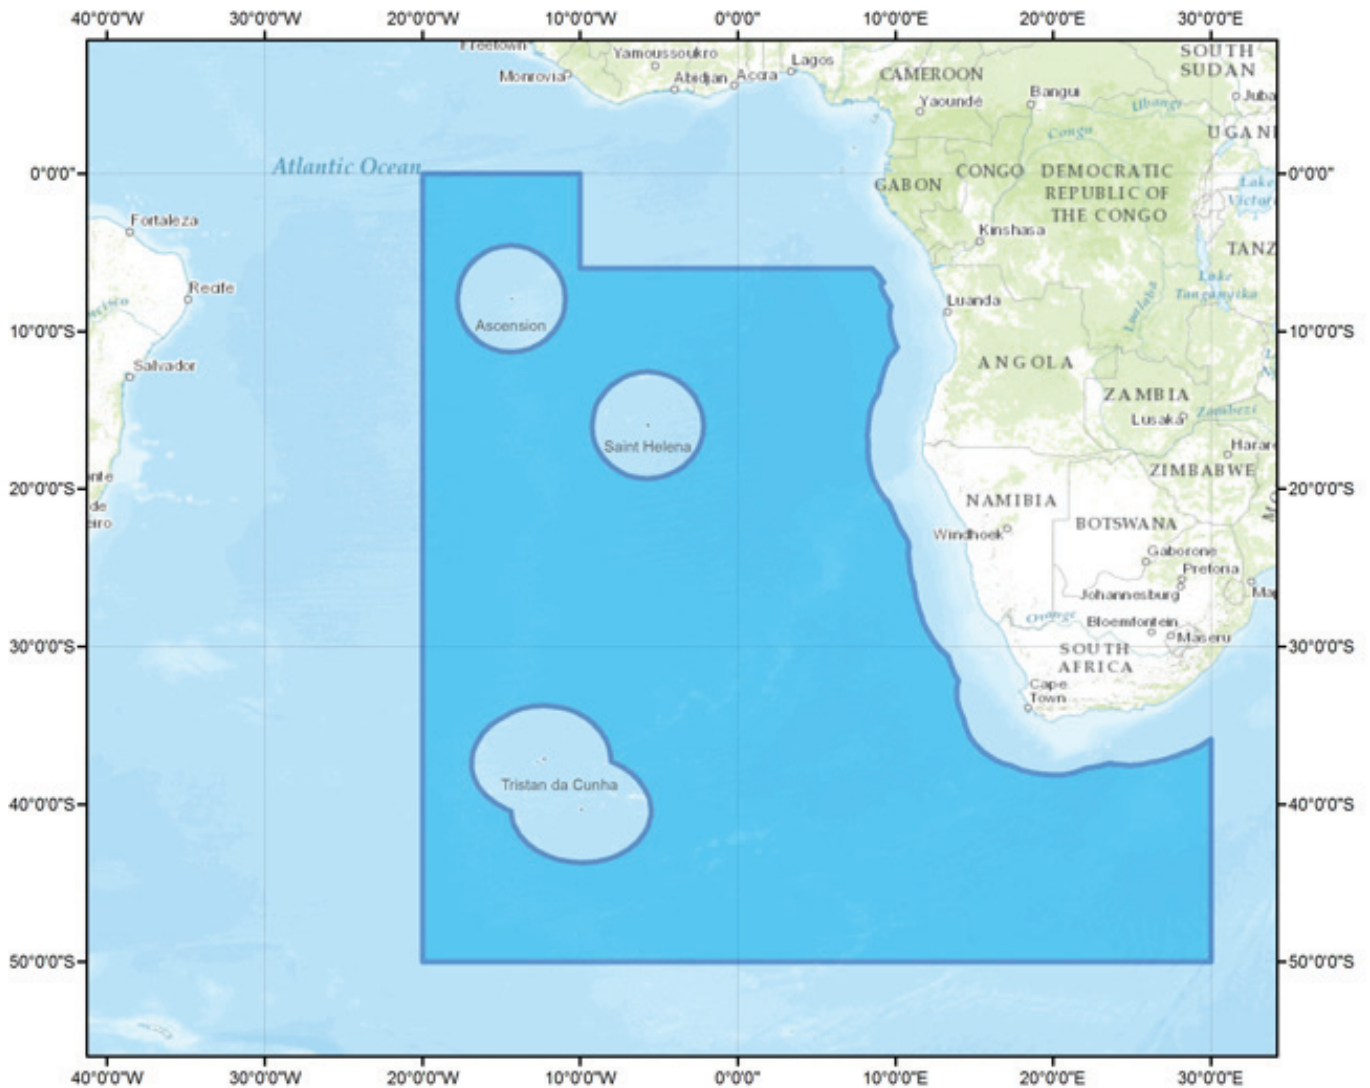 40°0'0"W 30°0'0"W 20°0'0"W 10°0'0"W 0°0'0" 10°0'0"E 20°0'0"E 30°0'0"E
Freetown
Yamoussoukro
Monrovia
Abidjan
Accra
Lagos
CAMEROON
Yaoundé
Bangui
Ubangi
SOUTH
SUDAN
Juba
Congo
Atlantic Ocean
0°0'0"
GABON
CONGO
DEMOCRATIC
REPUBLIC OF
THE CONGO
Lake
0°0'0"
Fortaleza
Kinshasa
Recife
Lake
Tanganyika
Lualaba
Luanda
Ascension
10°0'0"S
10°0'0"S
Salvador
ANGOLA
ZAMBIA
Lusaka
Zambezi
Saint Helena
Harare
ZIMBABWE
20°0'0"S
20°0'0"S
NAMIBIA
Windhoek
BOTSWANA
Gaborone
Pretoria
Johannesburg
Orange
Bloemfontein
Maseru
30°0'0"S
30°0'0"S
SOUTH
AFRICA
Cape
Town
Tristan da Cunha
40°0'0"S
40°0'0"S
50°0'0"S
50°0'0"S
40°0'0"W 30°0'0"W 20°0'0"W 10°0'0"W 0°0'0" 10°0'0"E 20°0'0"E 30°0'0"E